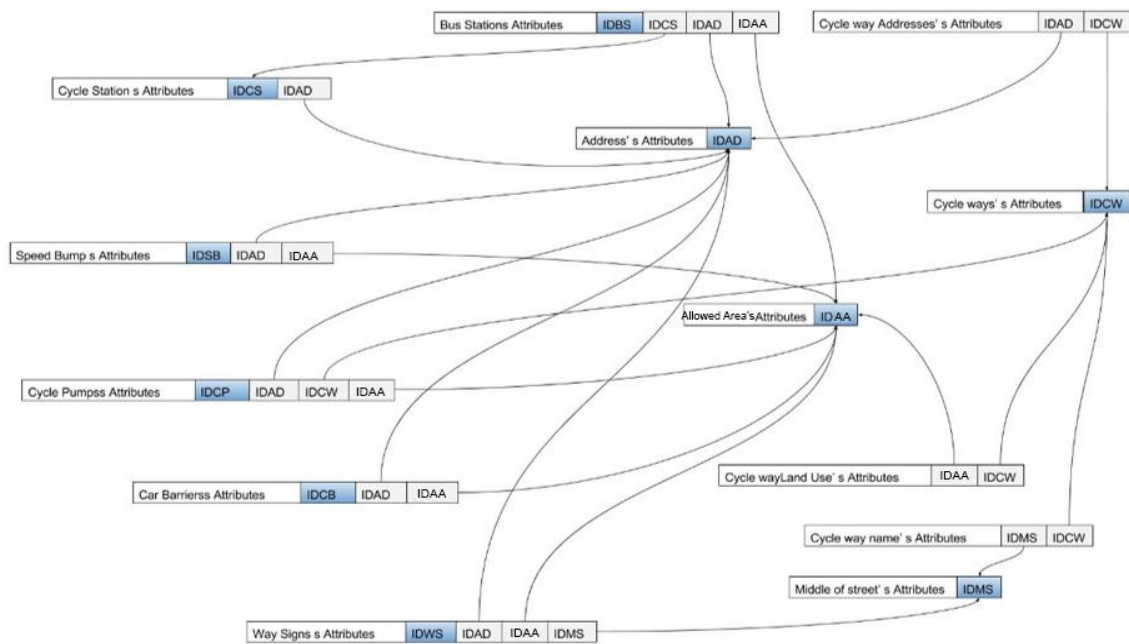 Bus Stations Attributes IDBS IDCS IDAD IDAA
Cycle way Addresses' s Attributes IDAD IDCW
Cycle Station s Attributes IDCS IDAD
Address' s Attributes IDAD
Cycle ways' s Attributes IDCW
Speed Bump s Attributes IDSB IDAD IDAA
Allowed Area's Attributes IDAA
Cycle Pumpss Attributes IDCP IDAD IDCW IDAA
Cycle wayLand Use' s Attributes IDAA IDCW
Car Barrierss Attributes IDCB IDAD IDAA
Cycle way name' s Attributes IDMS IDCW
Middle of street' s Attributes IDMS
Way Signs s Attributes IDWS IDAD IDAA IDMS